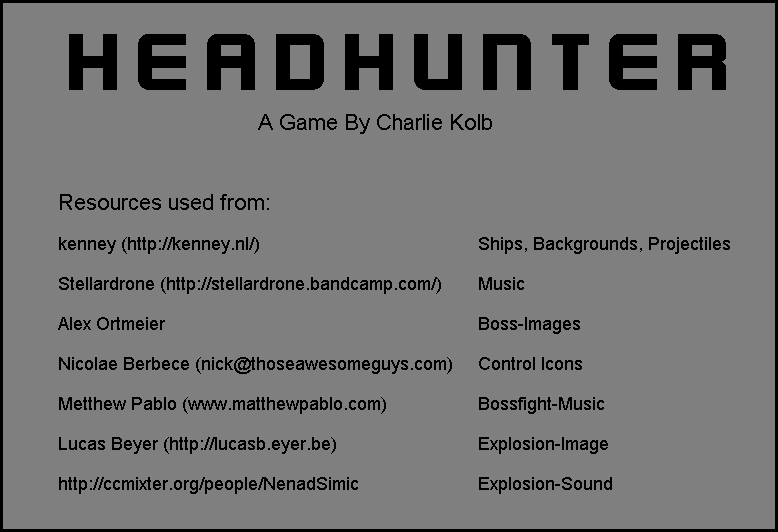 HEADHUNTER
A Game By Charlie Kolb
Resources used from:
kenney (http://kenney.nl/) Ships, Backgrounds, Projectiles
Stellardrone (http://stellardrone.bandcamp.com/) Music
Alex Ortmeier Boss-Images
Nicolae Berbece (nick@thoseawesomeguys.com) Control Icons
Metthew Pablo (www.matthewpablo.com) Bossfight-Music
Lucas Beyer (http://lucasb.eyer.be) Explosion-Image
http://ccmixter.org/people/NenadSimic Explosion-Sound